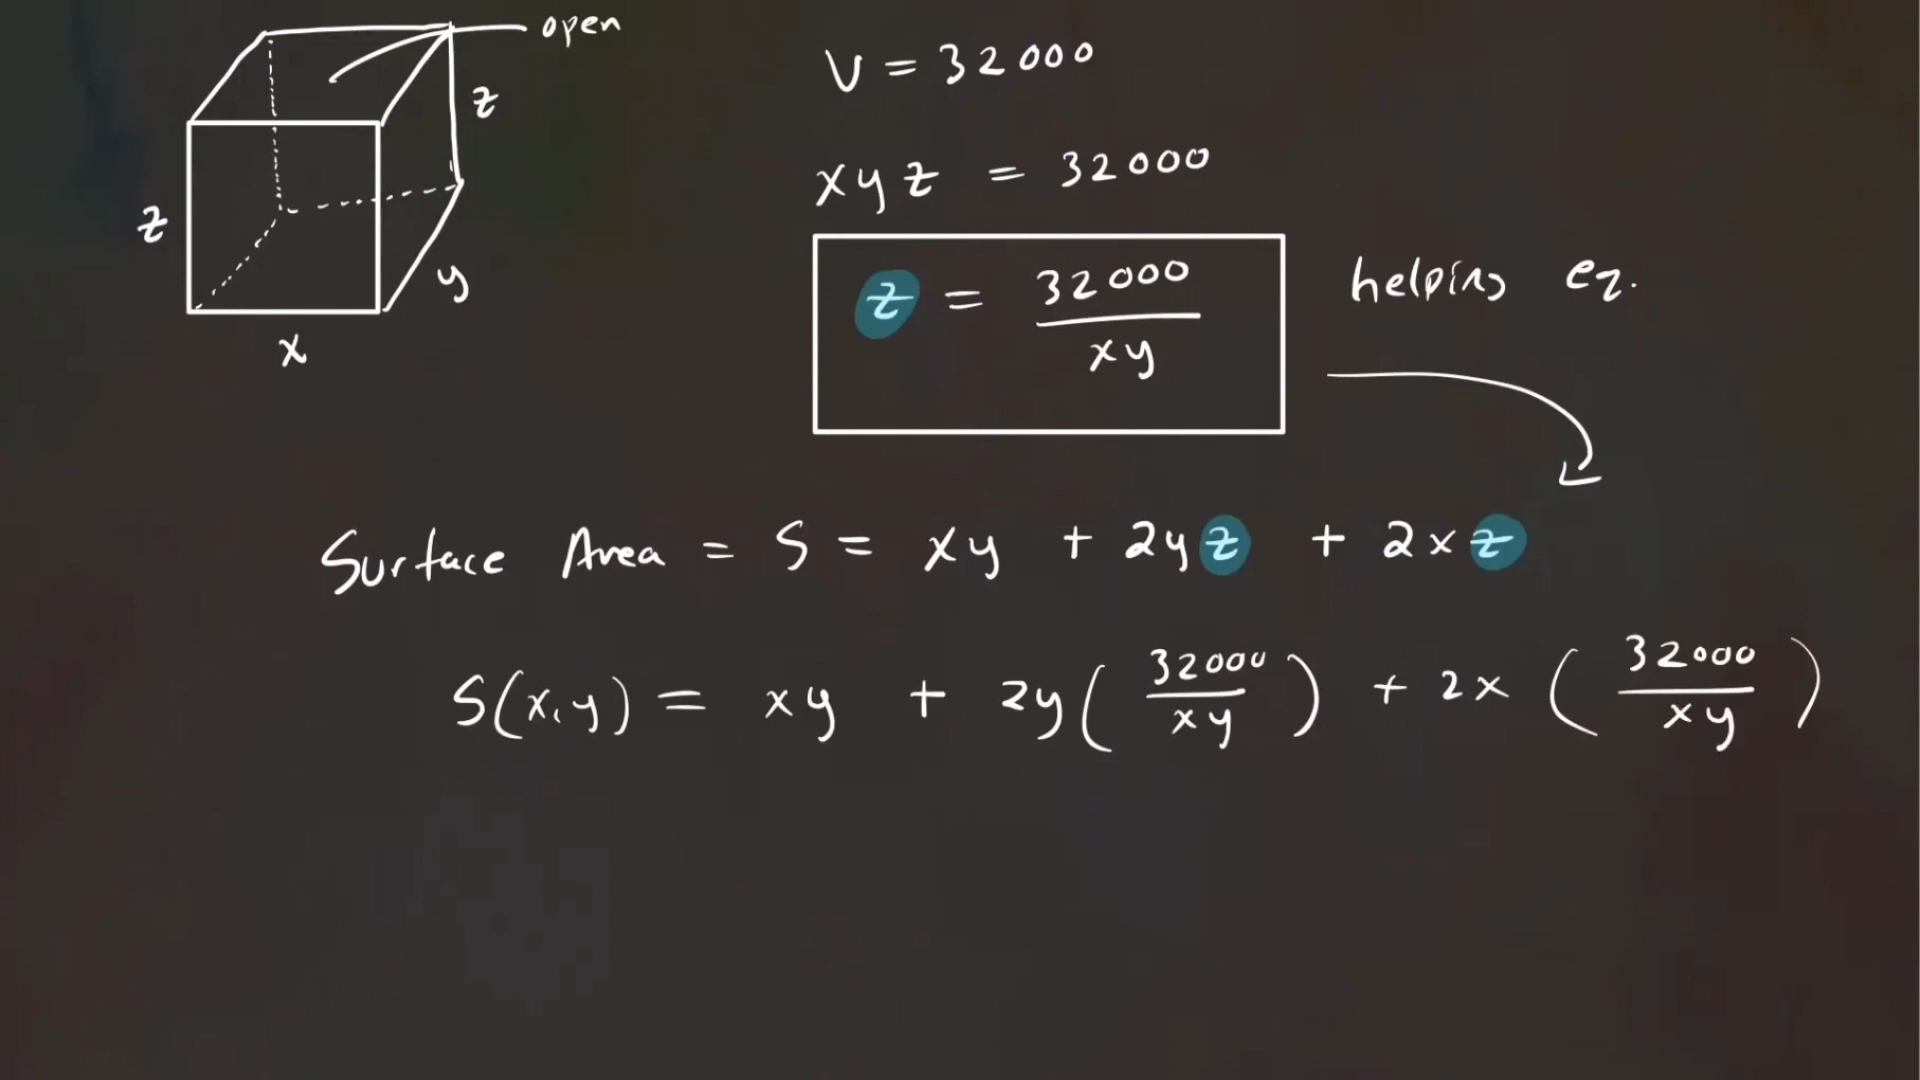 open
z
z
y
x
V = 32000
xyz = 32000
z = 32000/xy
helping eq.
Surface Area = S = xy + 2yz + 2xz
S(x,y) = xy + 2y(32000/xy) + 2x(32000/xy)